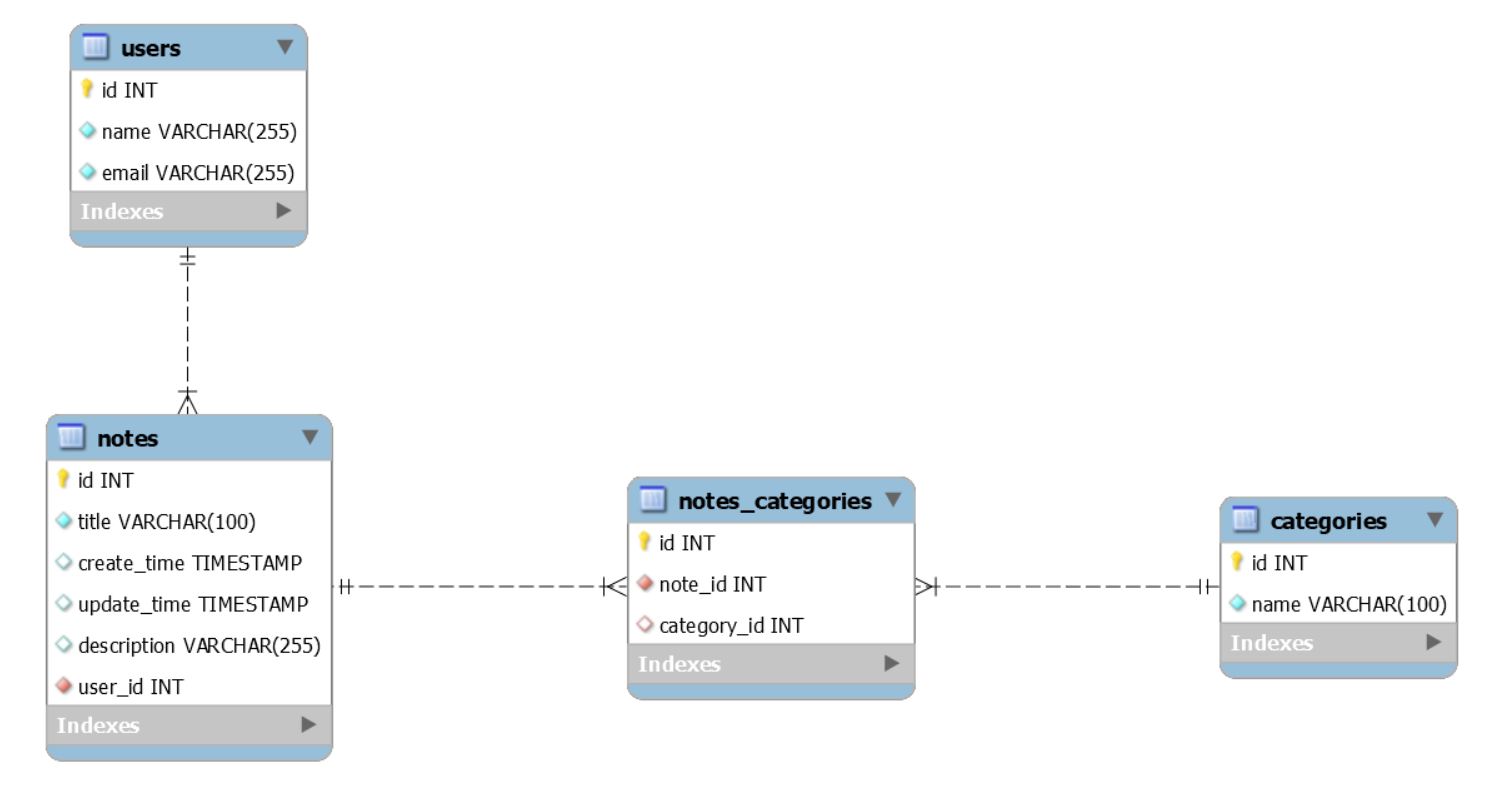 users
id INT
name VARCHAR(255)
email VARCHAR(255)
Indexes
notes
id INT
title VARCHAR(100)
create_time TIMESTAMP
update_time TIMESTAMP
description VARCHAR(255)
user_id INT
Indexes
notes_categories
id INT
note_id INT
category_id INT
Indexes
categories
id INT
name VARCHAR(100)
Indexes